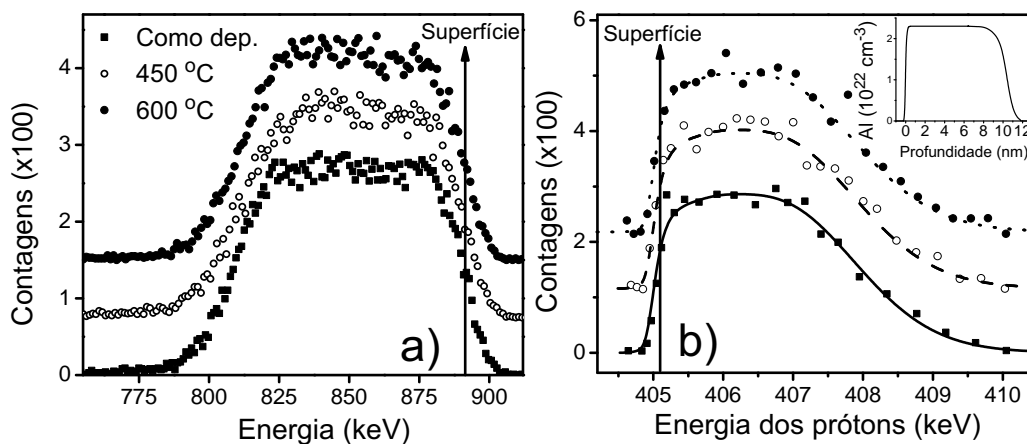 Contagens (x100)
4
3
2
1
0
Como dep.
450 °C
600 °C
Superfície
a)
775 800 825 850 875 900
Energia (keV)
Contagens (x100)
6
4
2
0
Superfície
b)
405 406 407 408 409 410
Energia dos prótons (keV)
Al (10²² cm⁻³)
2
1
0
0 2 4 6 8 10 12
Profundidade (nm)